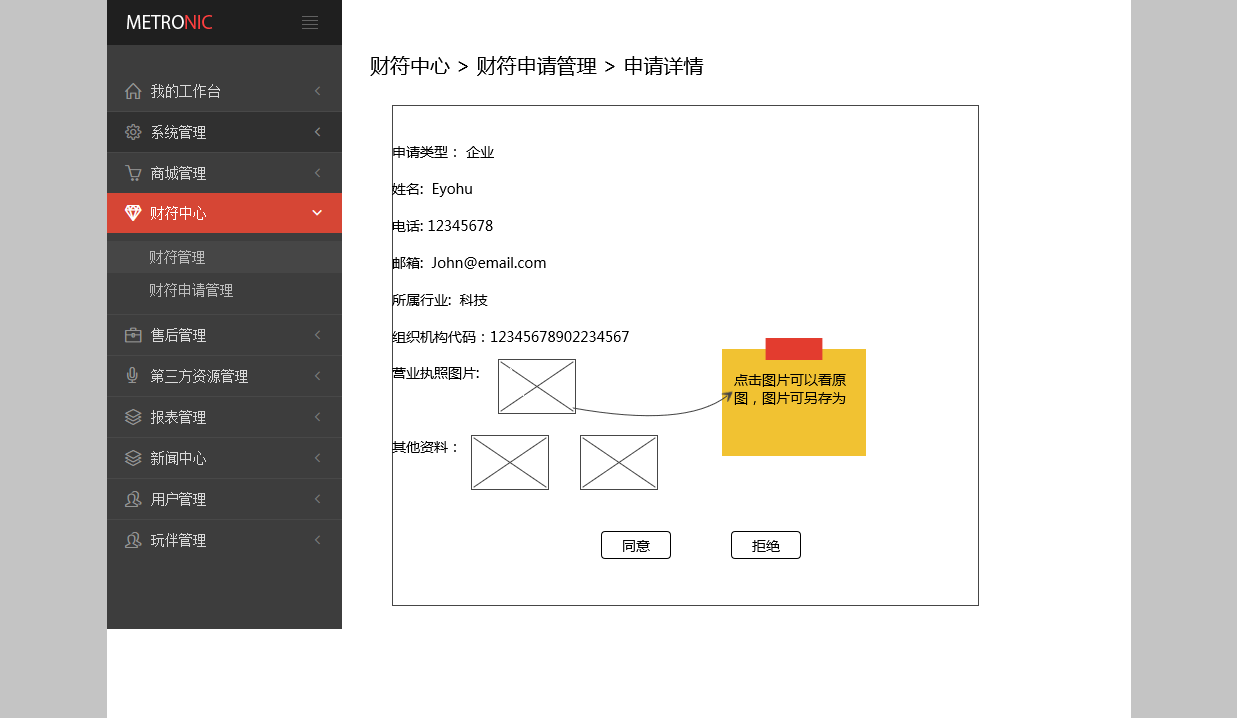 METRONIC
我的工作台
系统管理
商城管理
财符中心
财符管理
财符申请管理
售后管理
第三方资源管理
报表管理
新闻中心
用户管理
玩伴管理
财符中心 > 财符申请管理 > 申请详情
申请类型： 企业
姓名: Eyohu
电话: 12345678
邮箱: John@email.com
所属行业: 科技
组织机构代码：12345678902234567
营业执照图片:
点击图片可以看原
图，图片可另存为
其他资料：
同意
拒绝